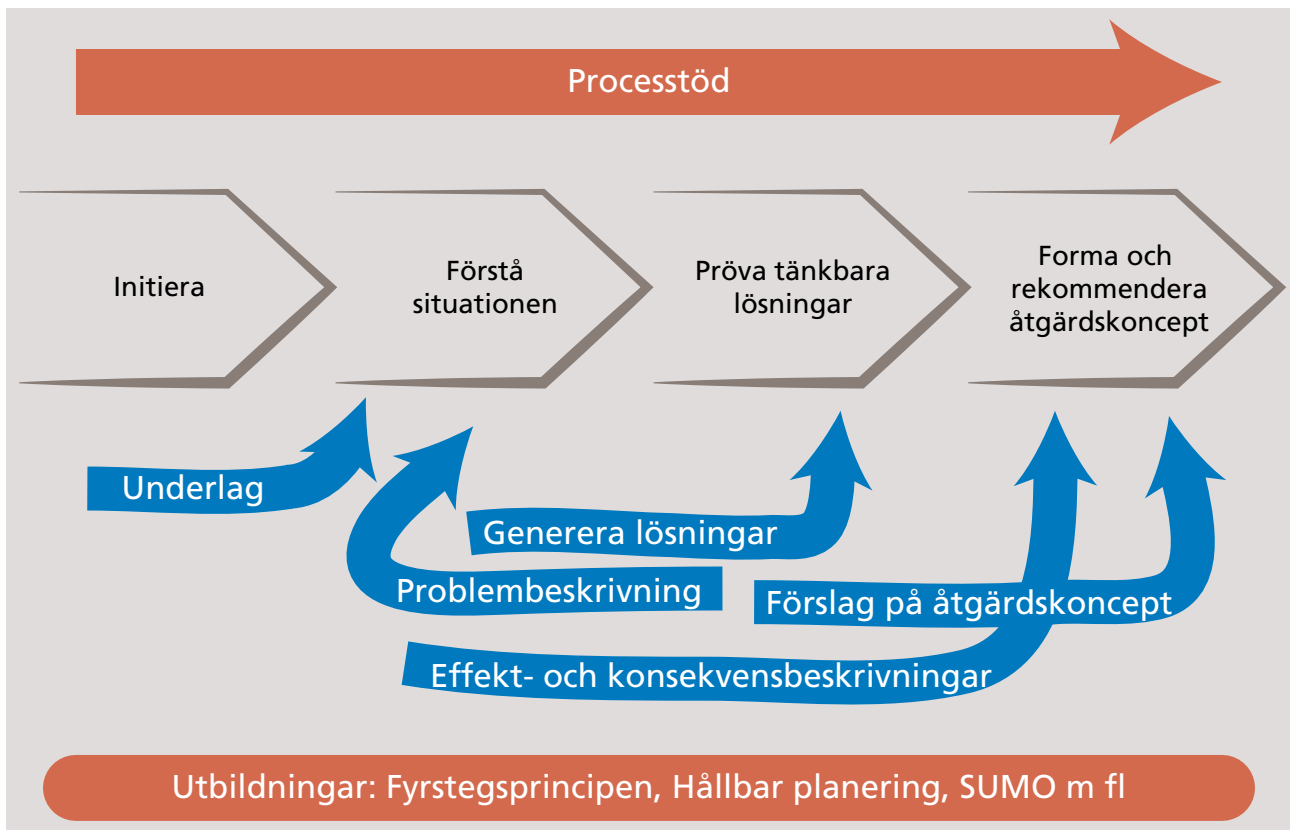 Processtöd
Initiera
Förstå
situationen
Pröva tänkbara
lösningar
Forma och
rekommendera
åtgärdskoncept
Underlag
Generera lösningar
Problembeskrivning
Förslag på åtgärdskoncept
Effekt- och konsekvensbeskrivningar
Utbildningar: Fyrstegsprincipen, Hållbar planering, SUMO m fl